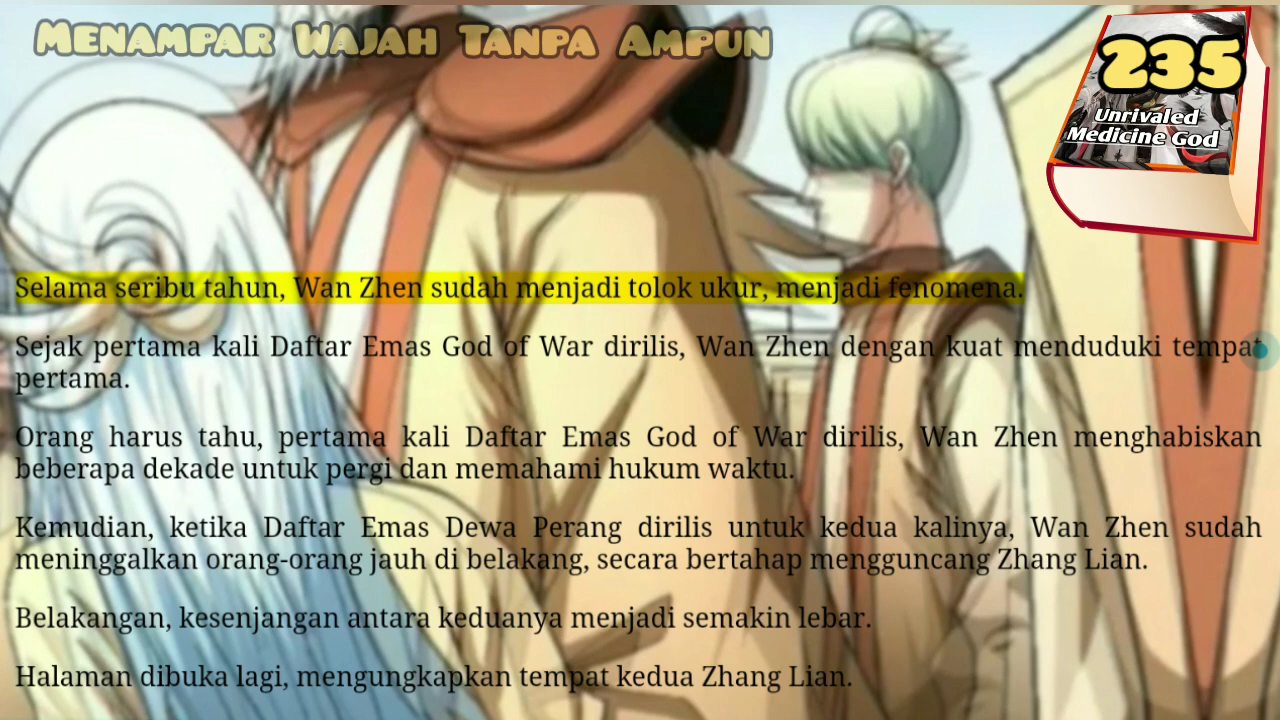 Menampar Wajah Tanpa Ampun
235
Unrivaled
Medicine God
Selama seribu tahun, Wan Zhen sudah menjadi tolok ukur, menjadi fenomena.
Sejak pertama kali Daftar Emas God of War dirilis, Wan Zhen dengan kuat menduduki tempat
pertama.
Orang harus tahu, pertama kali Daftar Emas God of War dirilis, Wan Zhen menghabiskan
beberapa dekade untuk pergi dan memahami hukum waktu.
Kemudian, ketika Daftar Emas Dewa Perang dirilis untuk kedua kalinya, Wan Zhen sudah
meninggalkan orang-orang jauh di belakang, secara bertahap mengguncang Zhang Lian.
Belakangan, kesenjangan antara keduanya menjadi semakin lebar.
Halaman dibuka lagi, mengungkapkan tempat kedua Zhang Lian.